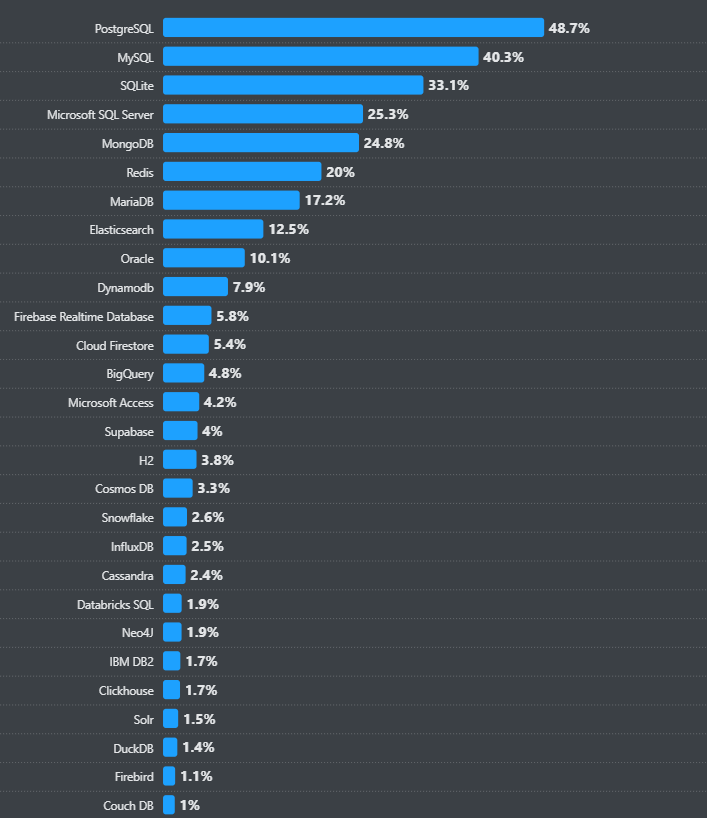 PostgreSQL 48.7%
MySQL 40.3%
SQLite 33.1%
Microsoft SQL Server 25.3%
MongoDB 24.8%
Redis 20%
MariaDB 17.2%
Elasticsearch 12.5%
Oracle 10.1%
Dynamodb 7.9%
Firebase Realtime Database 5.8%
Cloud Firestore 5.4%
BigQuery 4.8%
Microsoft Access 4.2%
Supabase 4%
H2 3.8%
Cosmos DB 3.3%
Snowflake 2.6%
InfluxDB 2.5%
Cassandra 2.4%
Databricks SQL 1.9%
Neo4J 1.9%
IBM DB2 1.7%
Clickhouse 1.7%
Solr 1.5%
DuckDB 1.4%
Firebird 1.1%
Couch DB 1%